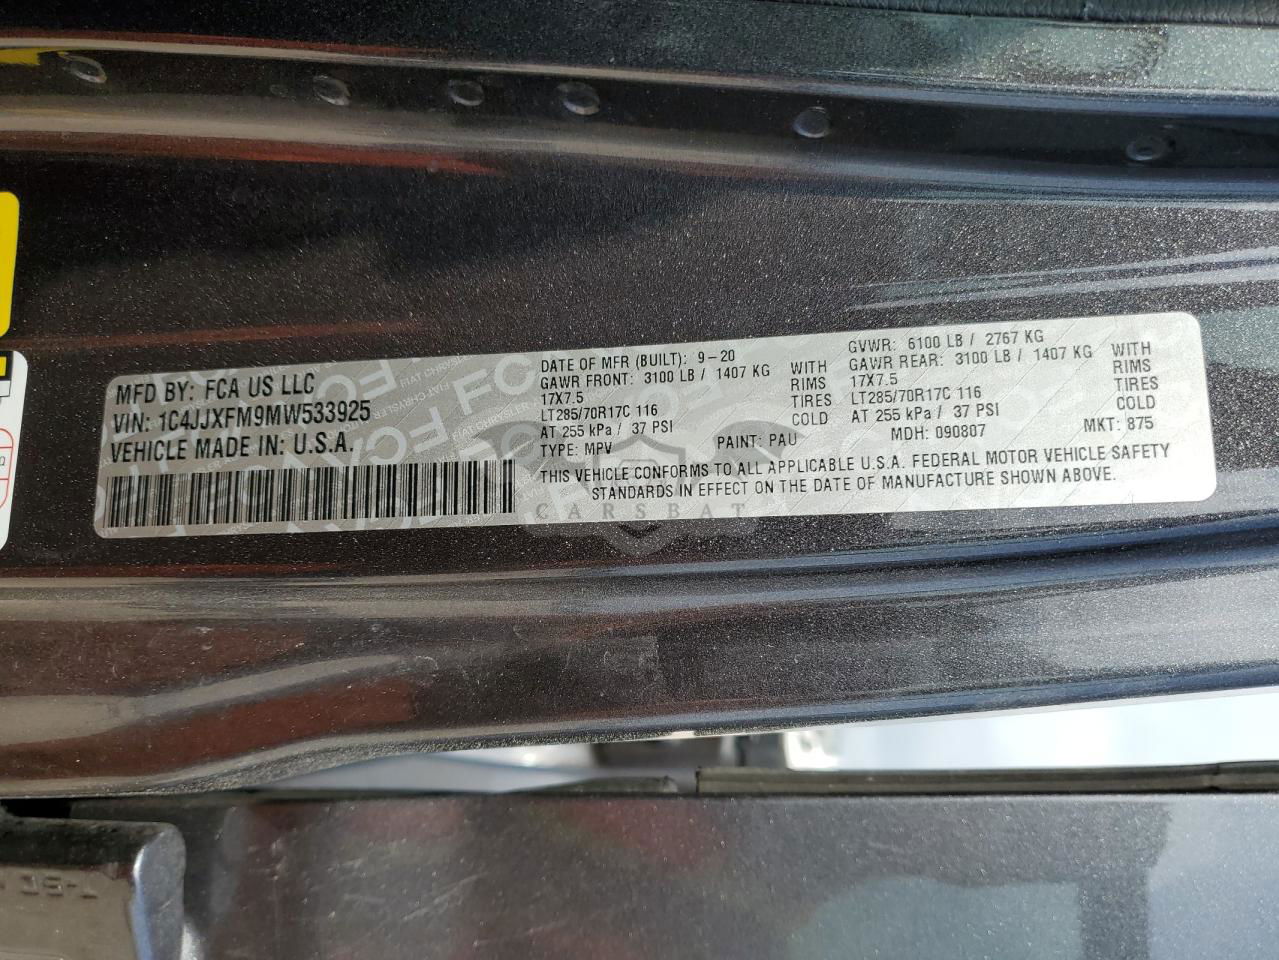 MFD BY: FCA US LLC
VIN: 1C4JJXFM9MW533925
VEHICLE MADE IN: U.S.A.
DATE OF MFR (BUILT): 9-20
GAWR FRONT: 3100 LB / 1407 KG WITH
17X7.5 RIMS
LT285/70R17C 116 TIRES
AT 255 kPa / 37 PSI COLD
TYPE: MPV PAINT: PAU
GVWR: 6100 LB / 2767 KG
GAWR REAR: 3100 LB / 1407 KG WITH
17X7.5 RIMS
LT285/70R17C 116 TIRES
AT 255 kPa / 37 PSI COLD
MDH: 090807 MKT: 875
THIS VEHICLE CONFORMS TO ALL APPLICABLE U.S.A. FEDERAL MOTOR VEHICLE SAFETY
STANDARDS IN EFFECT ON THE DATE OF MANUFACTURE SHOWN ABOVE.
CARSBAT